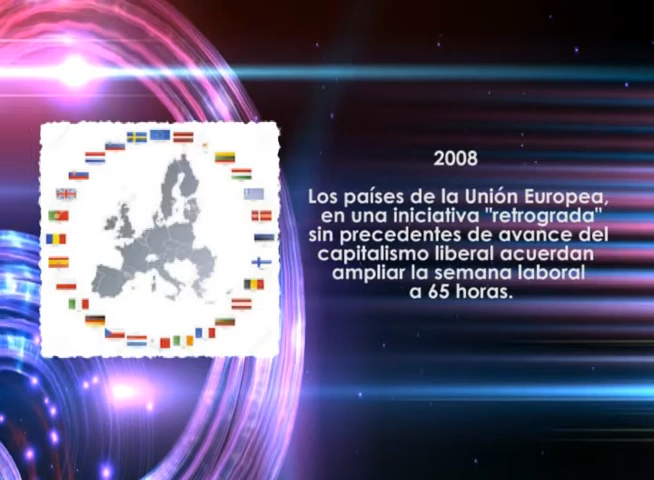 2008
Los países de la Unión Europea,
en una iniciativa "retrograda"
sin precedentes de avance del
capitalismo liberal acuerdan
ampliar la semana laboral
a 65 horas.